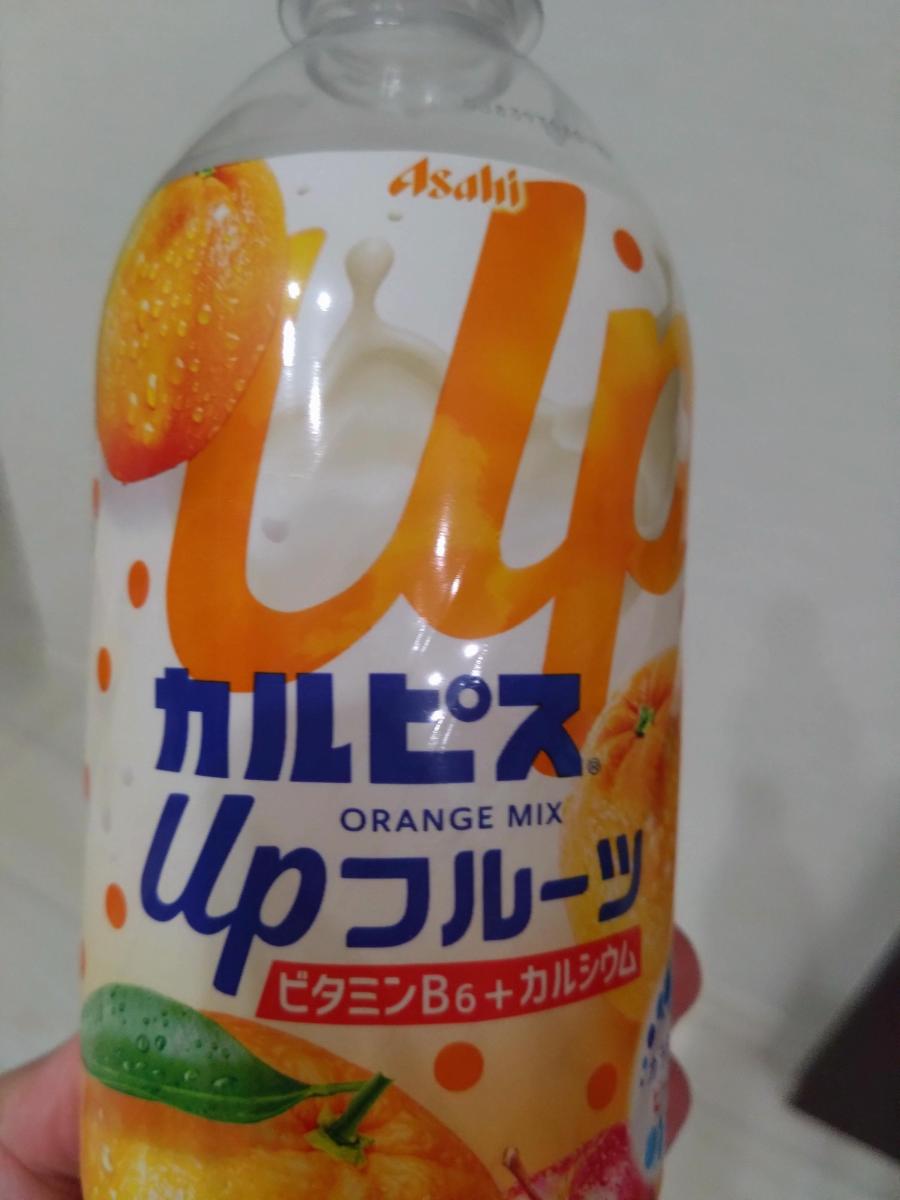 Asahi
Up
カルピス®
ORANGE MIX
Upフルーツ
ビタミンB6+カルシウム